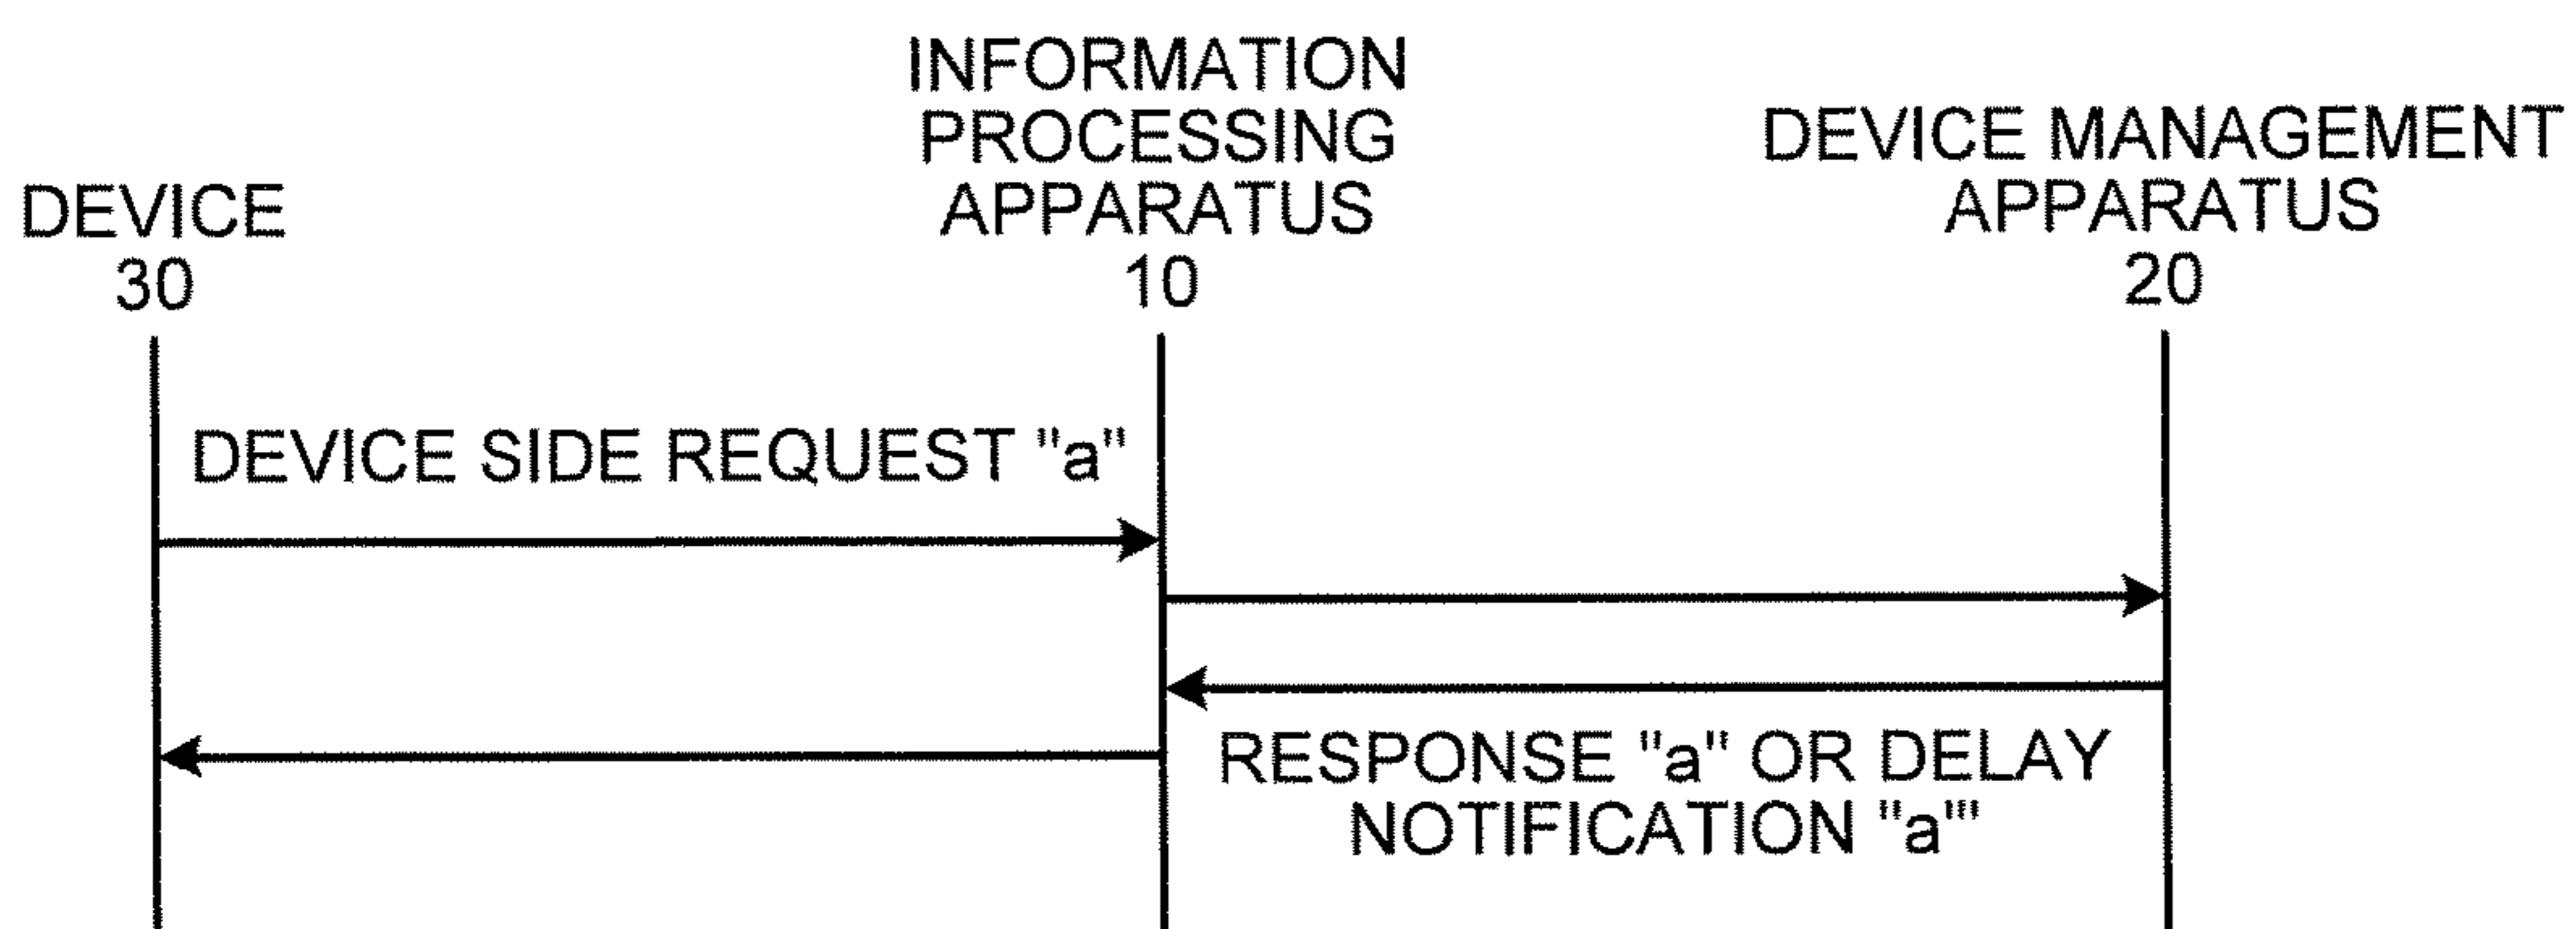 DEVICE
30
INFORMATION
PROCESSING
APPARATUS
10
DEVICE MANAGEMENT
APPARATUS
20
DEVICE SIDE REQUEST "a"
RESPONSE "a" OR DELAY
NOTIFICATION "a'"